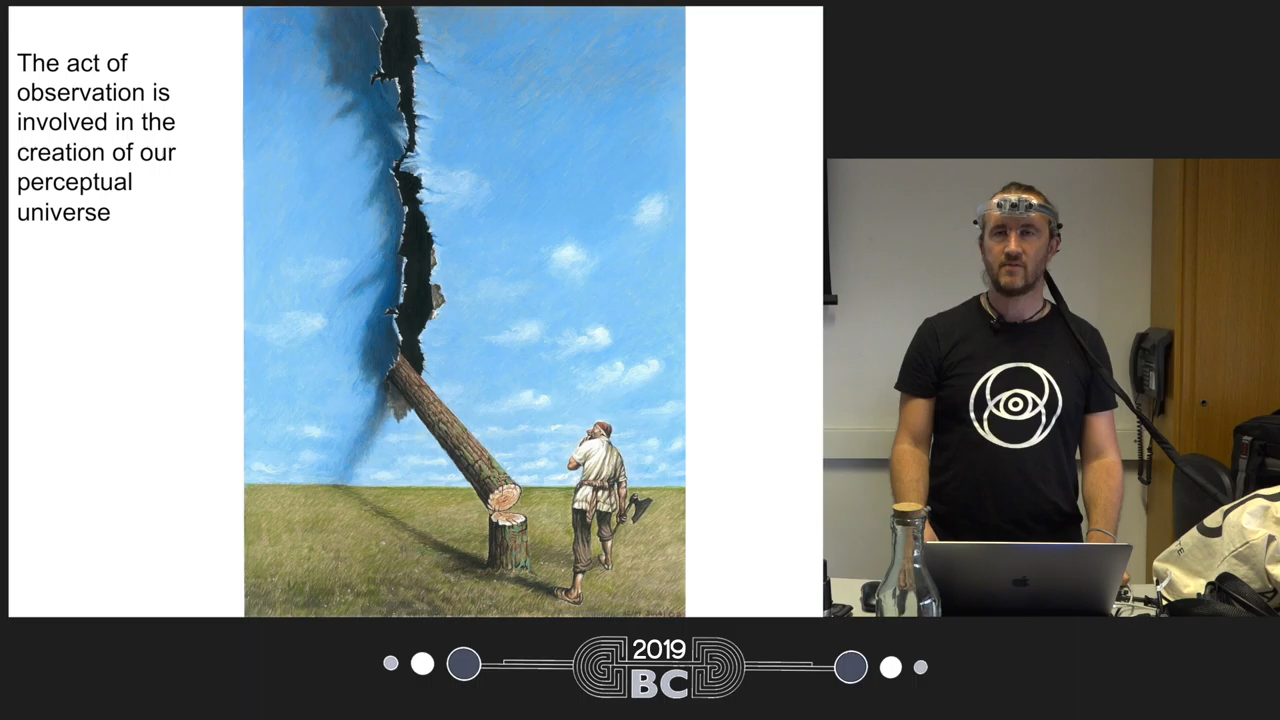 The act of
observation is
involved in the
creation of our
perceptual
universe
2019
BC